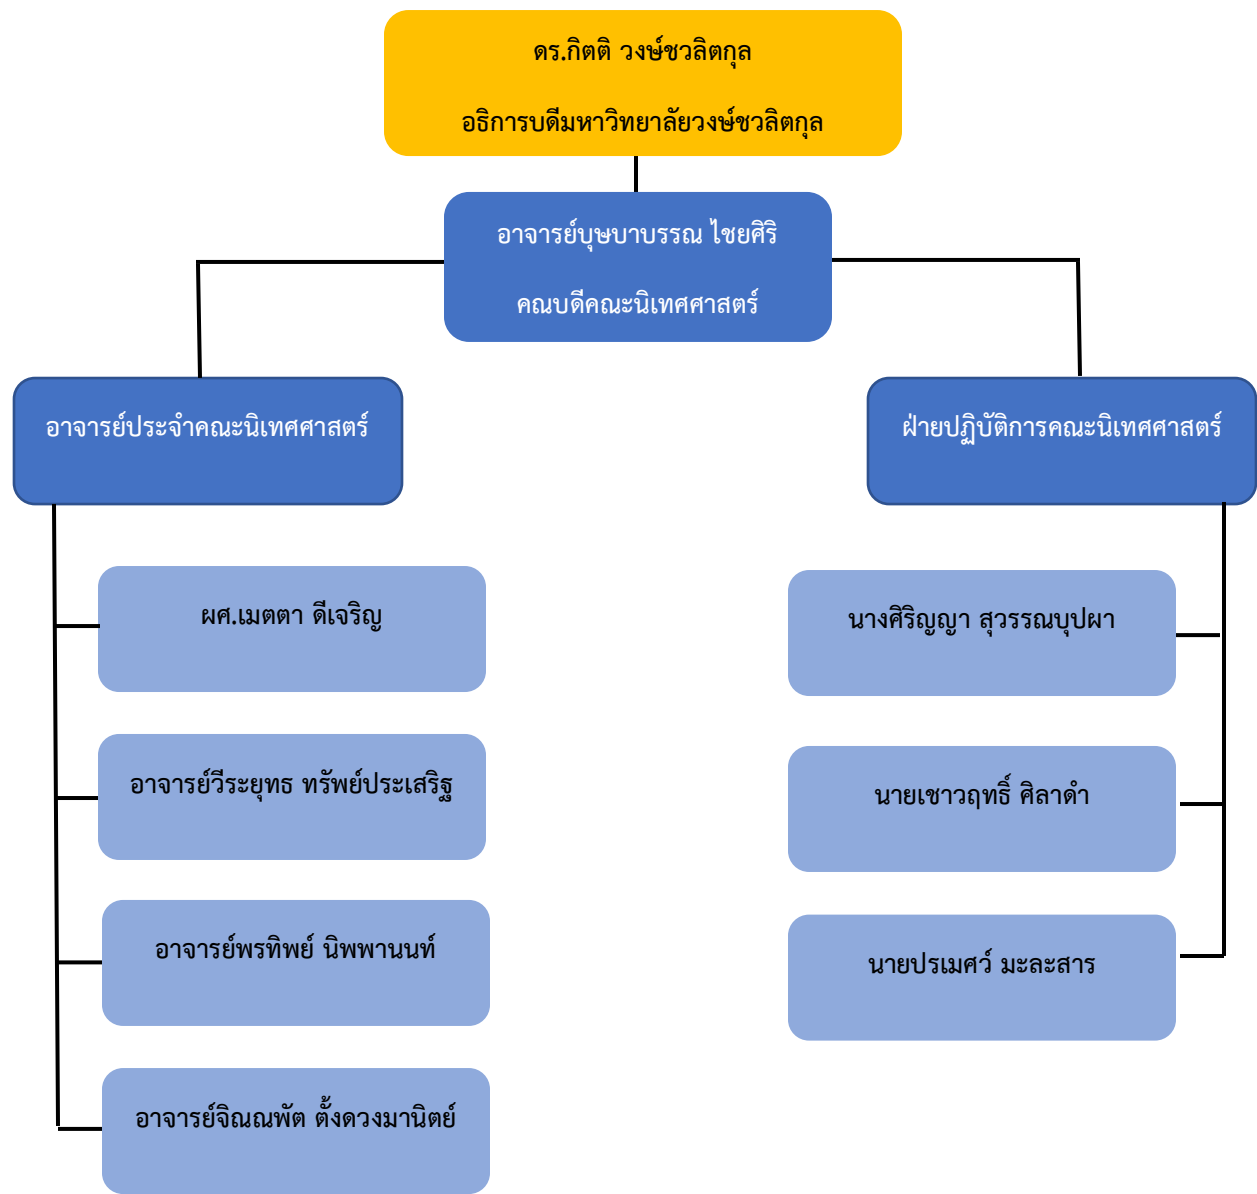 ดร.กิตติ วงษ์ชวลิตกุล
อธิการบดีมหาวิทยาลัยวงษ์ชวลิตกุล
อาจารย์บุษบาบรรณ ไชยศิริ
คณบดีคณะนิเทศศาสตร์
อาจารย์ประจำคณะนิเทศศาสตร์
ฝ่ายปฏิบัติการคณะนิเทศศาสตร์
ผศ.เมตตา ดีเจริญ
อาจารย์วีระยุทธ ทรัพย์ประเสริฐ
อาจารย์พรทิพย์ นิพพานนท์
อาจารย์จิณณพัต ตั้งดวงมานิตย์
นางศิริญญา สุวรรณบุปผา
นายเชาวฤทธิ์ ศิลาดำ
นายปรเมศว์ มะละสาร